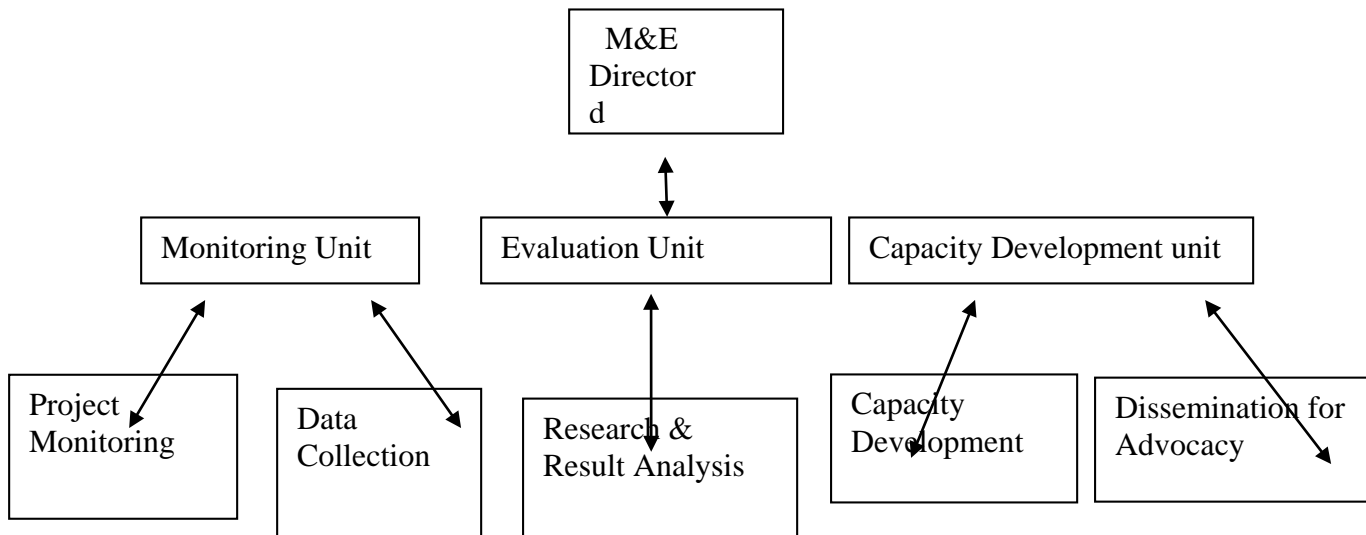 M&E
Director
d
Monitoring Unit
Evaluation Unit
Capacity Development unit
Project
Monitoring
Data
Collection
Research &
Result Analysis
Capacity
Development
Dissemination for
Advocacy